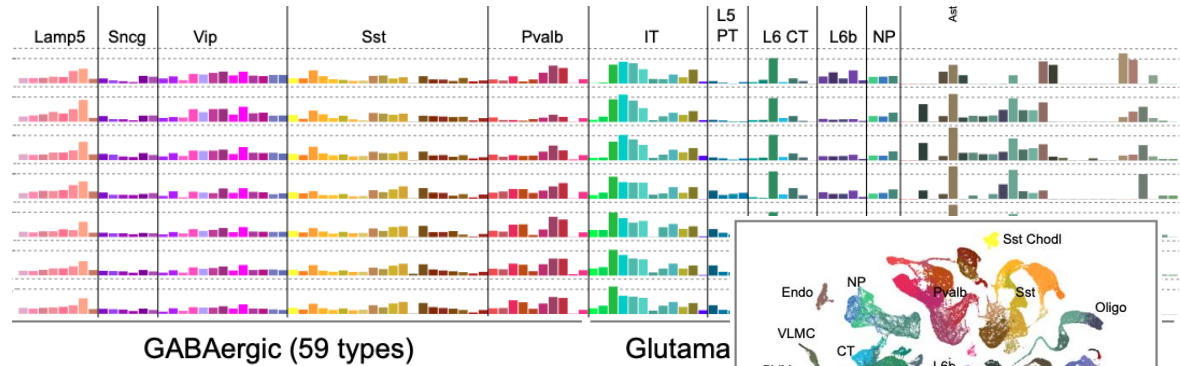 Ast
Lamp5 Sncg Vip Sst Pvalb IT L5 PT L6 CT L6b NP
Sst Chodl
Endo NP Pvalb Sst Oligo
VLMC
CT L6b
GABAergic (59 types) Glutama